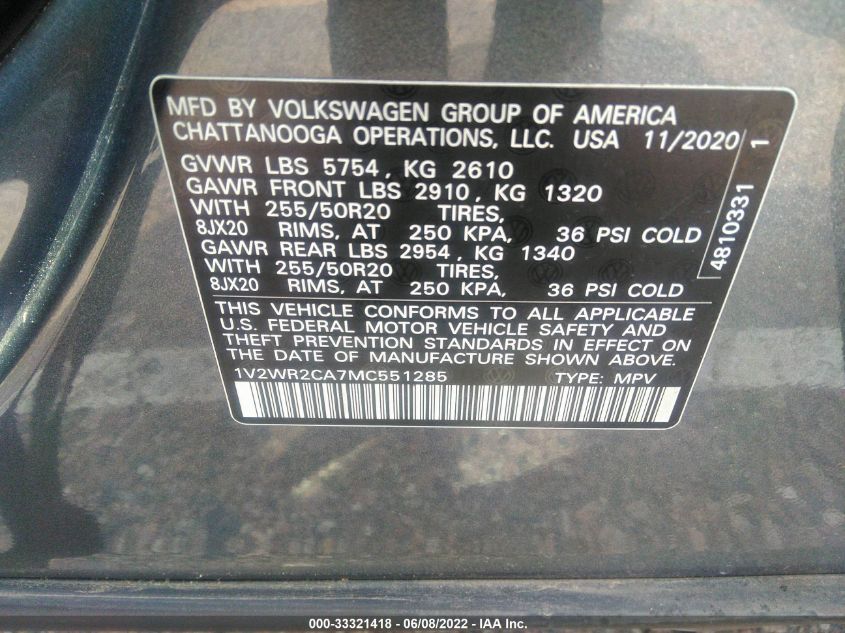 MFD BY VOLKSWAGEN GROUP OF AMERICA
CHATTANOOGA OPERATIONS, LLC. USA 11/2020
GVWR LBS 5754, KG 2610
GAWR FRONT LBS 2910, KG 1320
WITH 255/50R20 TIRES,
8JX20 RIMS, AT 250 KPA, 36 PSI COLD
GAWR REAR LBS 2954, KG 1340
WITH 255/50R20 TIRES,
8JX20 RIMS, AT 250 KPA, 36 PSI COLD
THIS VEHICLE CONFORMS TO ALL APPLICABLE
U.S. FEDERAL MOTOR VEHICLE SAFETY AND
THEFT PREVENTION STANDARDS IN EFFECT ON
THE DATE OF MANUFACTURE SHOWN ABOVE.
1V2WR2CA7MC551285 TYPE: MPV
4810331
1
000-33321418 - 06/08/2022 - IAA Inc.